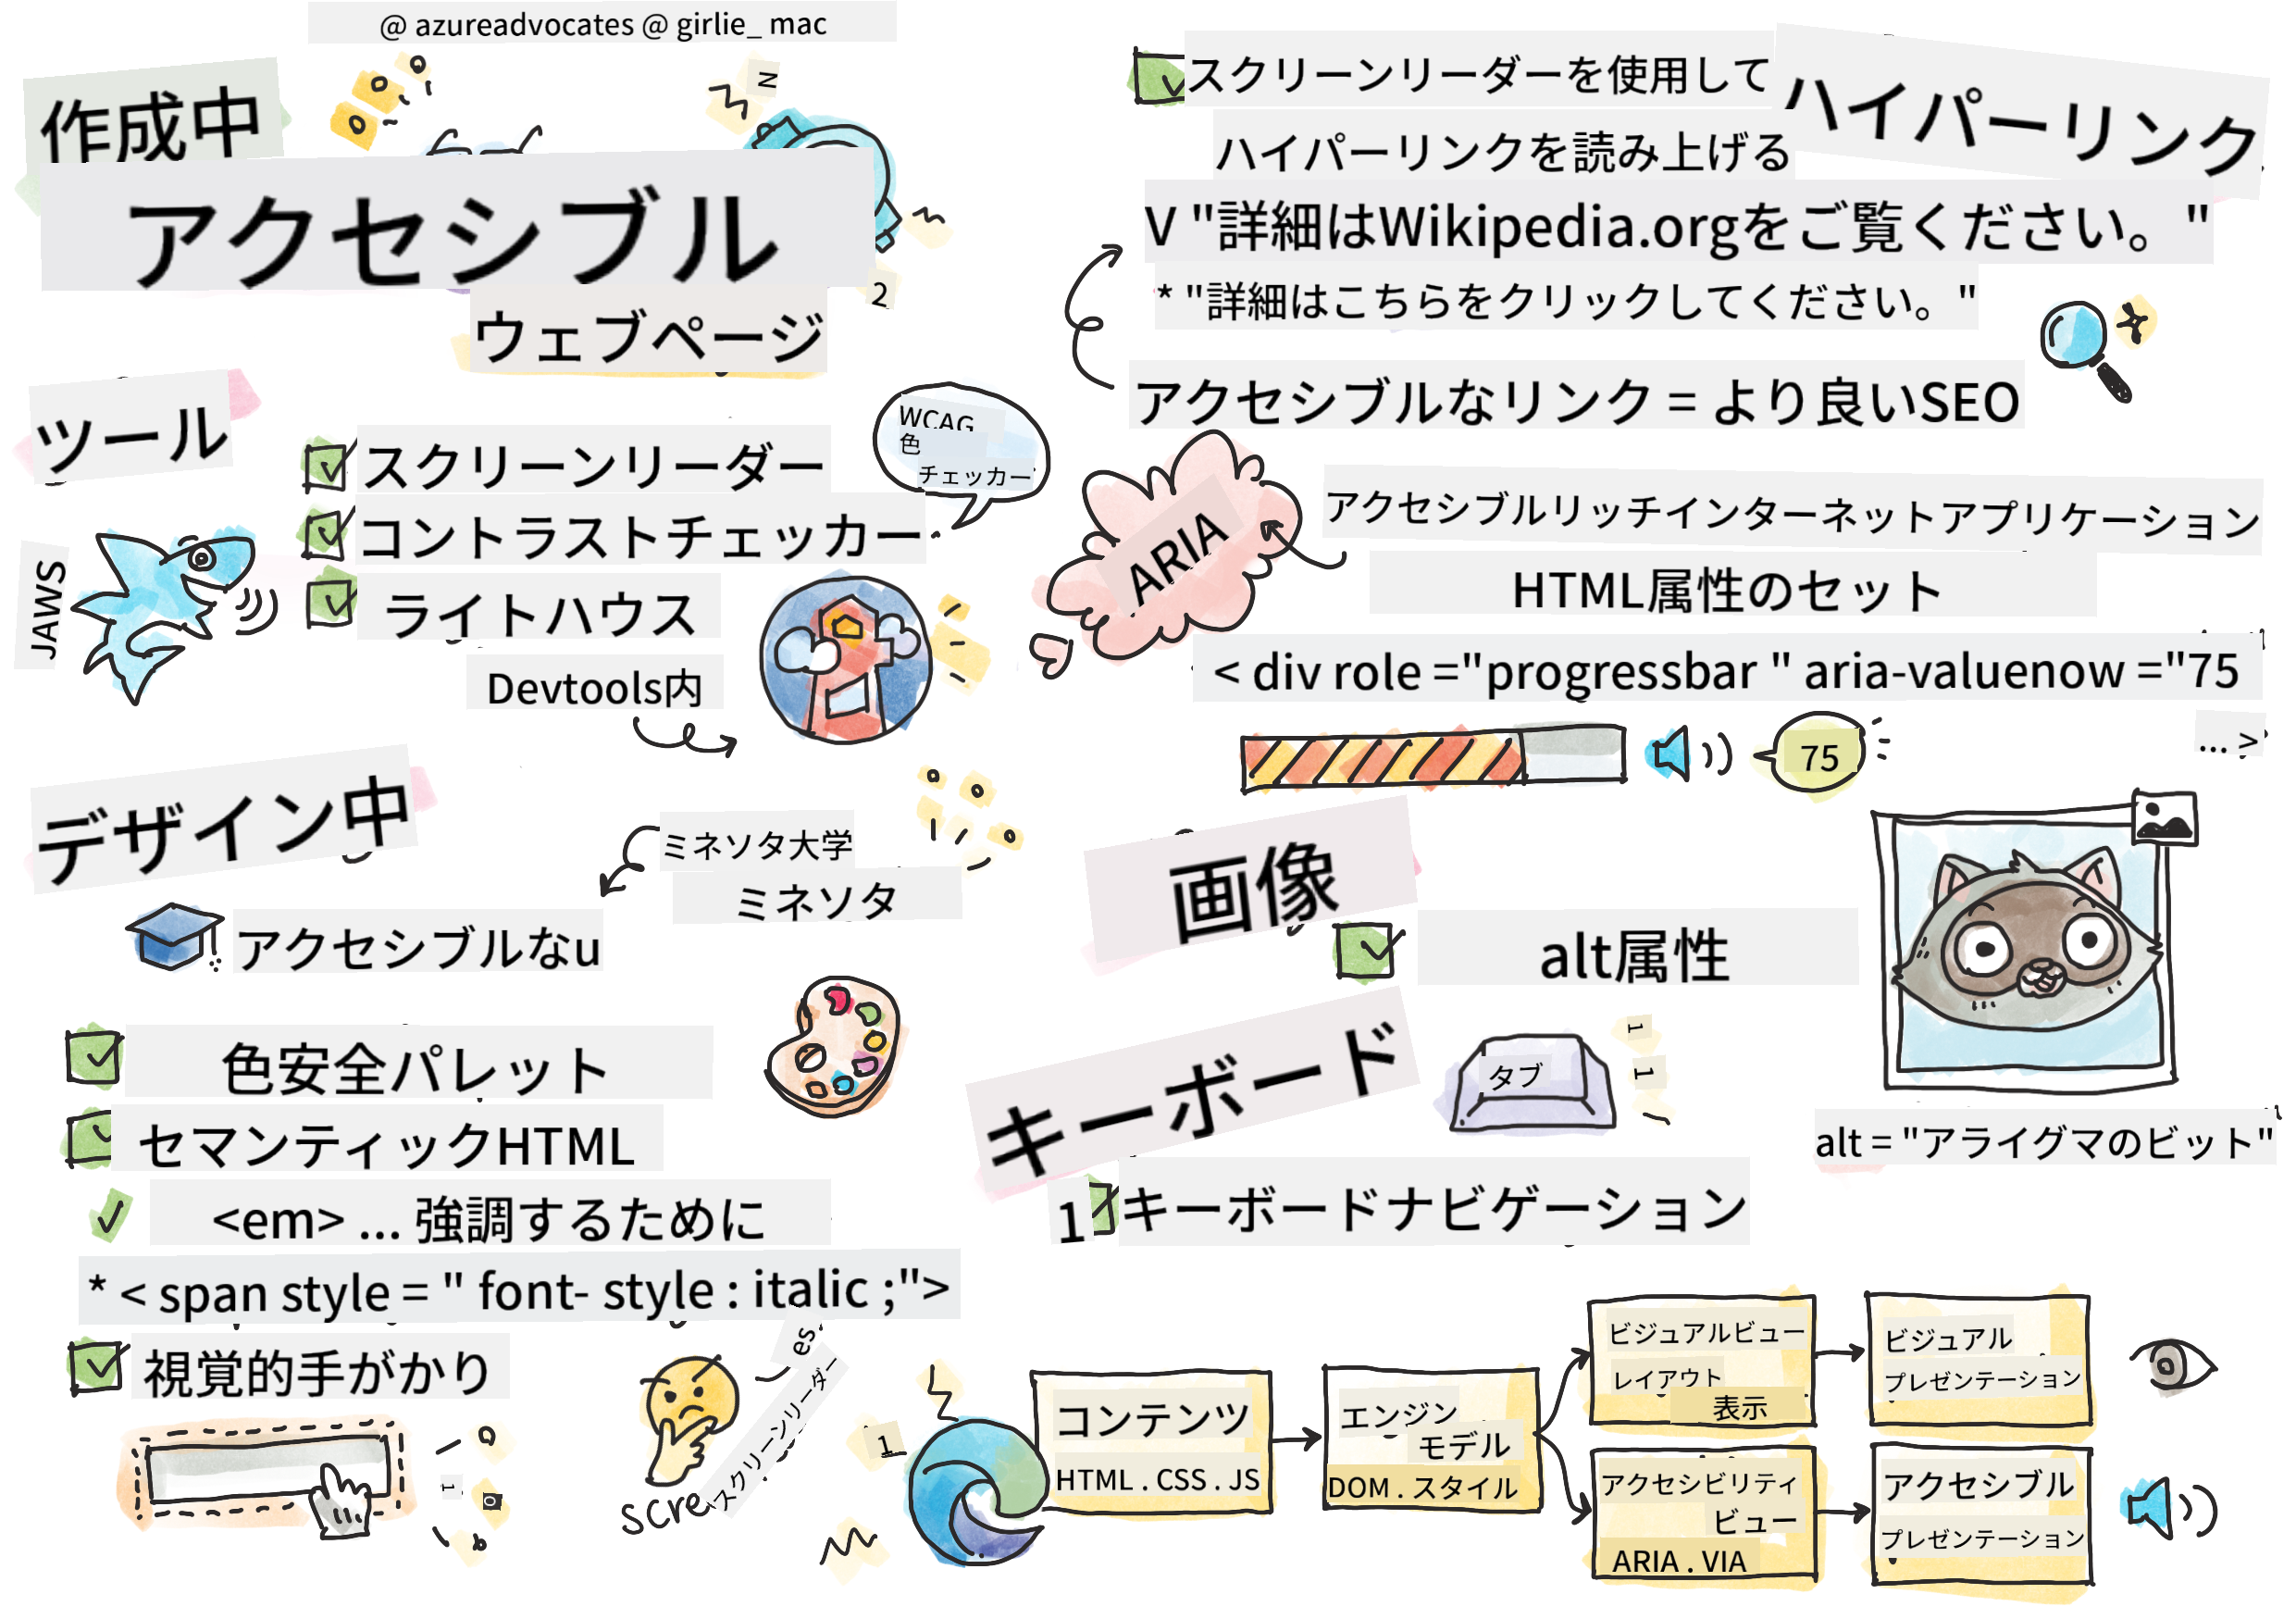 @ azureadvocates @ girlie_ mac
作成中
アクセシブル
ウェブページ
ツール
スクリーンリーダー
コントラストチェッカー
ライトハウス
Devtools内
JAWS
WCAG
色
チェッカー
デザイン中
ミネソタ大学
ミネソタ
アクセシブルなu
色安全パレット
セマンティックHTML
<em> ... 強調するために
* < span style = " font- style : italic ;">
視覚的手がかり
es
scre
スクリーンリーダー
スクリーンリーダーを使用して
ハイパーリンク
ハイパーリンクを読み上げる
V "詳細はWikipedia.orgをご覧ください。"
* "詳細はこちらをクリックしてください。"
アクセシブルなリンク = より良いSEO
ARIA
アクセシブルリッチインターネットアプリケーション
HTML属性のセット
< div role ="progressbar " aria-valuenow ="75
... >
75
画像
alt属性
alt = "アライグマのビット"
キーボード
タブ
1
キーボードナビゲーション
コンテンツ
HTML . CSS . JS
エンジン
モデル
DOM . スタイル
ビジュアルビュー
レイアウト
表示
ビジュアル
プレゼンテーション
アクセシビリティ
ビュー
ARIA . VIA
アクセシブル
プレゼンテーション